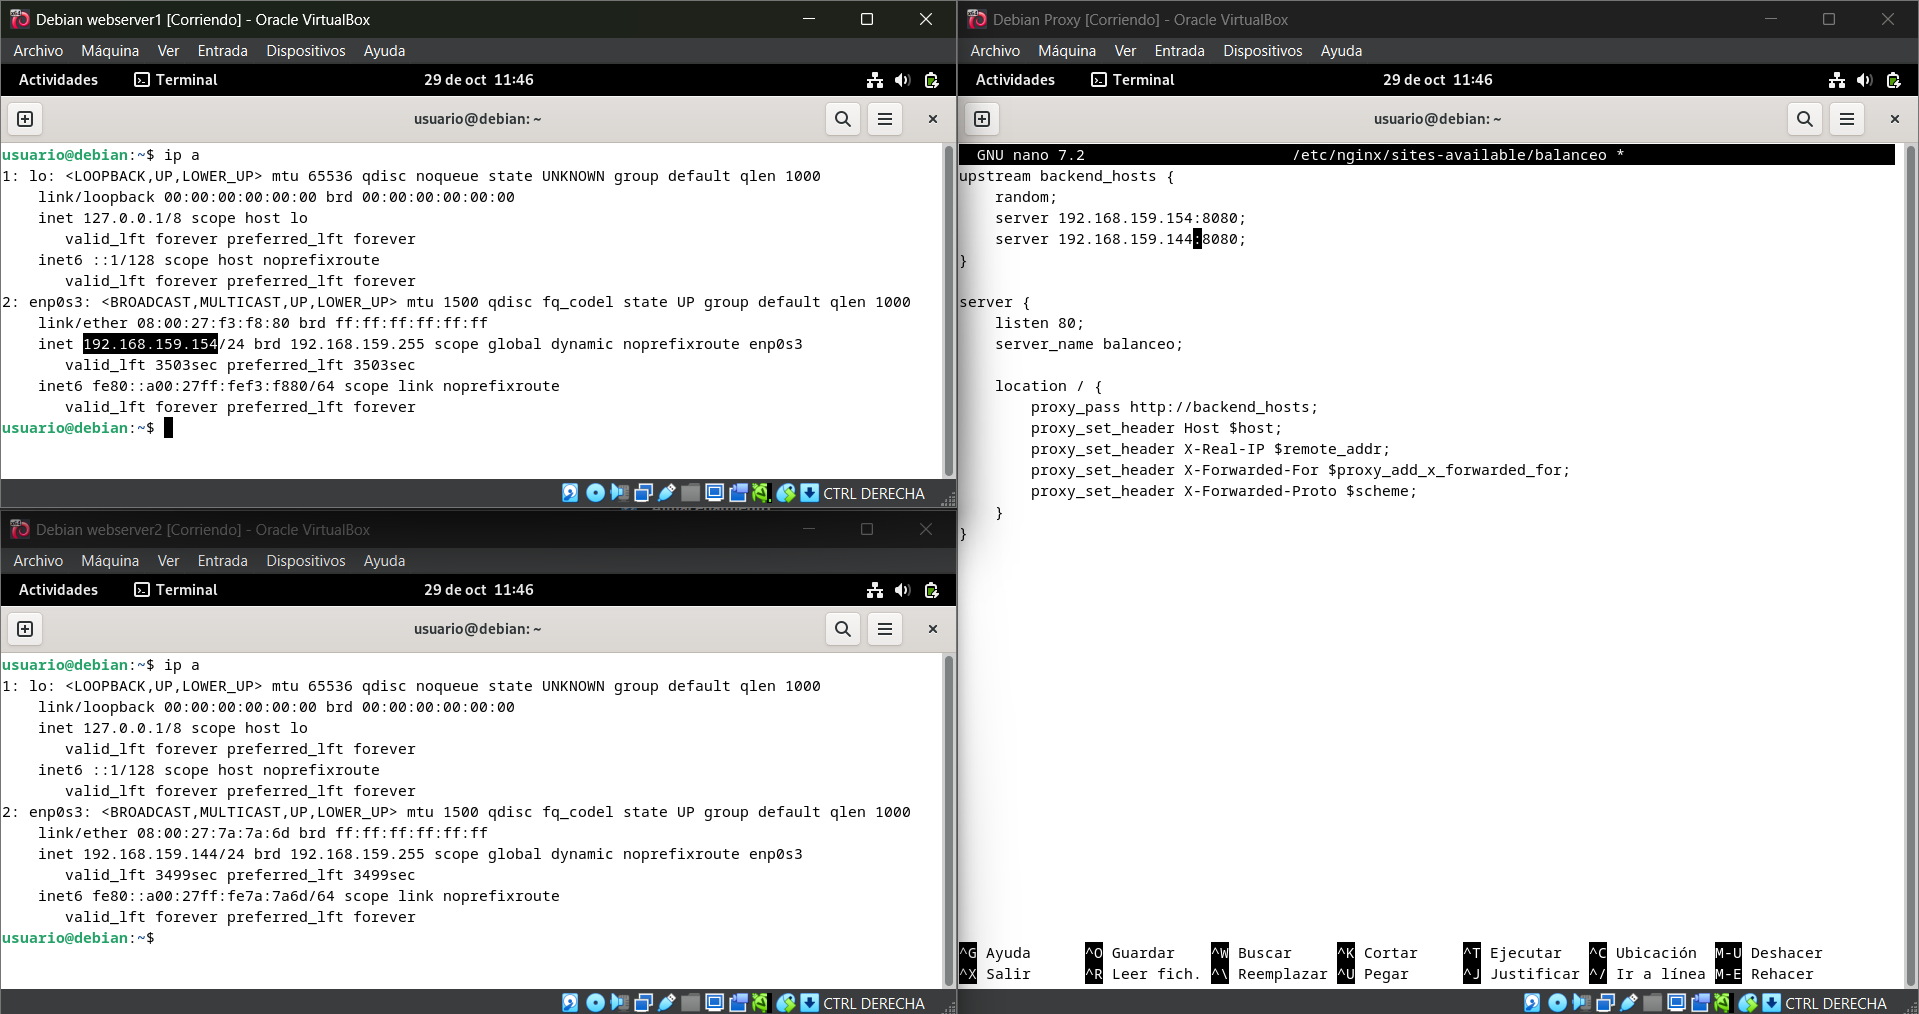 Debian webserver1 [Corriendo] - Oracle VirtualBox
Archivo Máquina Ver Entrada Dispositivos Ayuda
Actividades Terminal 29 de oct 11:46
usuario@debian: ~
usuario@debian:~$ ip a
1: lo: <LOOPBACK,UP,LOWER_UP> mtu 65536 qdisc noqueue state UNKNOWN group default qlen 1000
    link/loopback 00:00:00:00:00:00 brd 00:00:00:00:00:00
    inet 127.0.0.1/8 scope host lo
       valid_lft forever preferred_lft forever
    inet6 ::1/128 scope host noprefixroute
       valid_lft forever preferred_lft forever
2: enp0s3: <BROADCAST,MULTICAST,UP,LOWER_UP> mtu 1500 qdisc fq_codel state UP group default qlen 1000
    link/ether 08:00:27:f3:f8:80 brd ff:ff:ff:ff:ff:ff
    inet 192.168.159.154/24 brd 192.168.159.255 scope global dynamic noprefixroute enp0s3
       valid_lft 3503sec preferred_lft 3503sec
    inet6 fe80::a00:27ff:fef3:f880/64 scope link noprefixroute
       valid_lft forever preferred_lft forever
usuario@debian:~$
CTRL DERECHA
Debian webserver2 [Corriendo] - Oracle VirtualBox
Archivo Máquina Ver Entrada Dispositivos Ayuda
Actividades Terminal 29 de oct 11:46
usuario@debian: ~
usuario@debian:~$ ip a
1: lo: <LOOPBACK,UP,LOWER_UP> mtu 65536 qdisc noqueue state UNKNOWN group default qlen 1000
    link/loopback 00:00:00:00:00:00 brd 00:00:00:00:00:00
    inet 127.0.0.1/8 scope host lo
       valid_lft forever preferred_lft forever
    inet6 ::1/128 scope host noprefixroute
       valid_lft forever preferred_lft forever
2: enp0s3: <BROADCAST,MULTICAST,UP,LOWER_UP> mtu 1500 qdisc fq_codel state UP group default qlen 1000
    link/ether 08:00:27:7a:7a:6d brd ff:ff:ff:ff:ff:ff
    inet 192.168.159.144/24 brd 192.168.159.255 scope global dynamic noprefixroute enp0s3
       valid_lft 3499sec preferred_lft 3499sec
    inet6 fe80::a00:27ff:fe7a:7a6d/64 scope link noprefixroute
       valid_lft forever preferred_lft forever
usuario@debian:~$
CTRL DERECHA
Debian Proxy [Corriendo] - Oracle VirtualBox
Archivo Máquina Ver Entrada Dispositivos Ayuda
Actividades Terminal 29 de oct 11:46
usuario@debian: ~
GNU nano 7.2 /etc/nginx/sites-available/balanceo *
upstream backend_hosts {
    random;
    server 192.168.159.154:8080;
    server 192.168.159.144:8080;
}
server {
    listen 80;
    server_name balanceo;
    location / {
        proxy_pass http://backend_hosts;
        proxy_set_header Host $host;
        proxy_set_header X-Real-IP $remote_addr;
        proxy_set_header X-Forwarded-For $proxy_add_x_forwarded_for;
        proxy_set_header X-Forwarded-Proto $scheme;
    }
}
^G Ayuda ^O Guardar ^W Buscar ^K Cortar ^T Ejecutar ^C Ubicación M-U Deshacer
^X Salir ^R Leer fich. ^\ Reemplazar ^U Pegar ^J Justificar ^/ Ir a línea M-E Rehacer
CTRL DERECHA